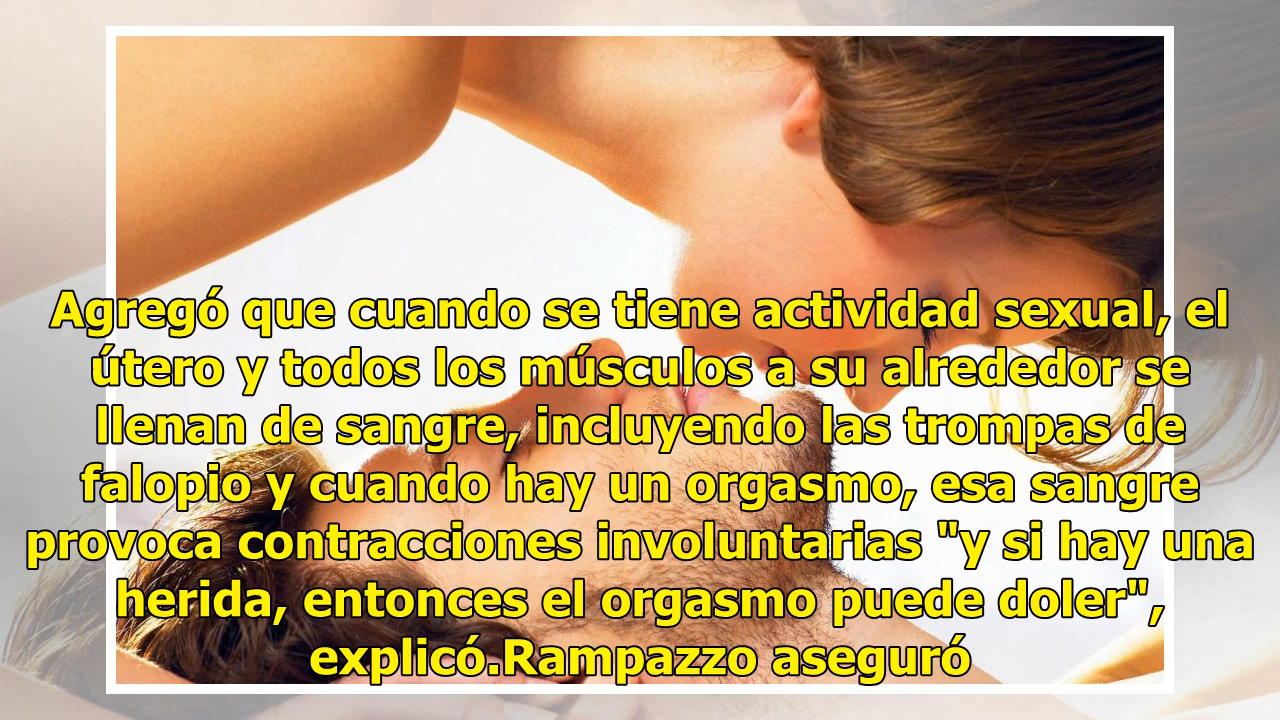 Agregó que cuando se tiene actividad sexual, el
útero y todos los músculos a su alrededor se
llenan de sangre, incluyendo las trompas de
falopio y cuando hay un orgasmo, esa sangre
provoca contracciones involuntarias "y si hay una
herida, entonces el orgasmo puede doler",
explicó.Rampazzo aseguró